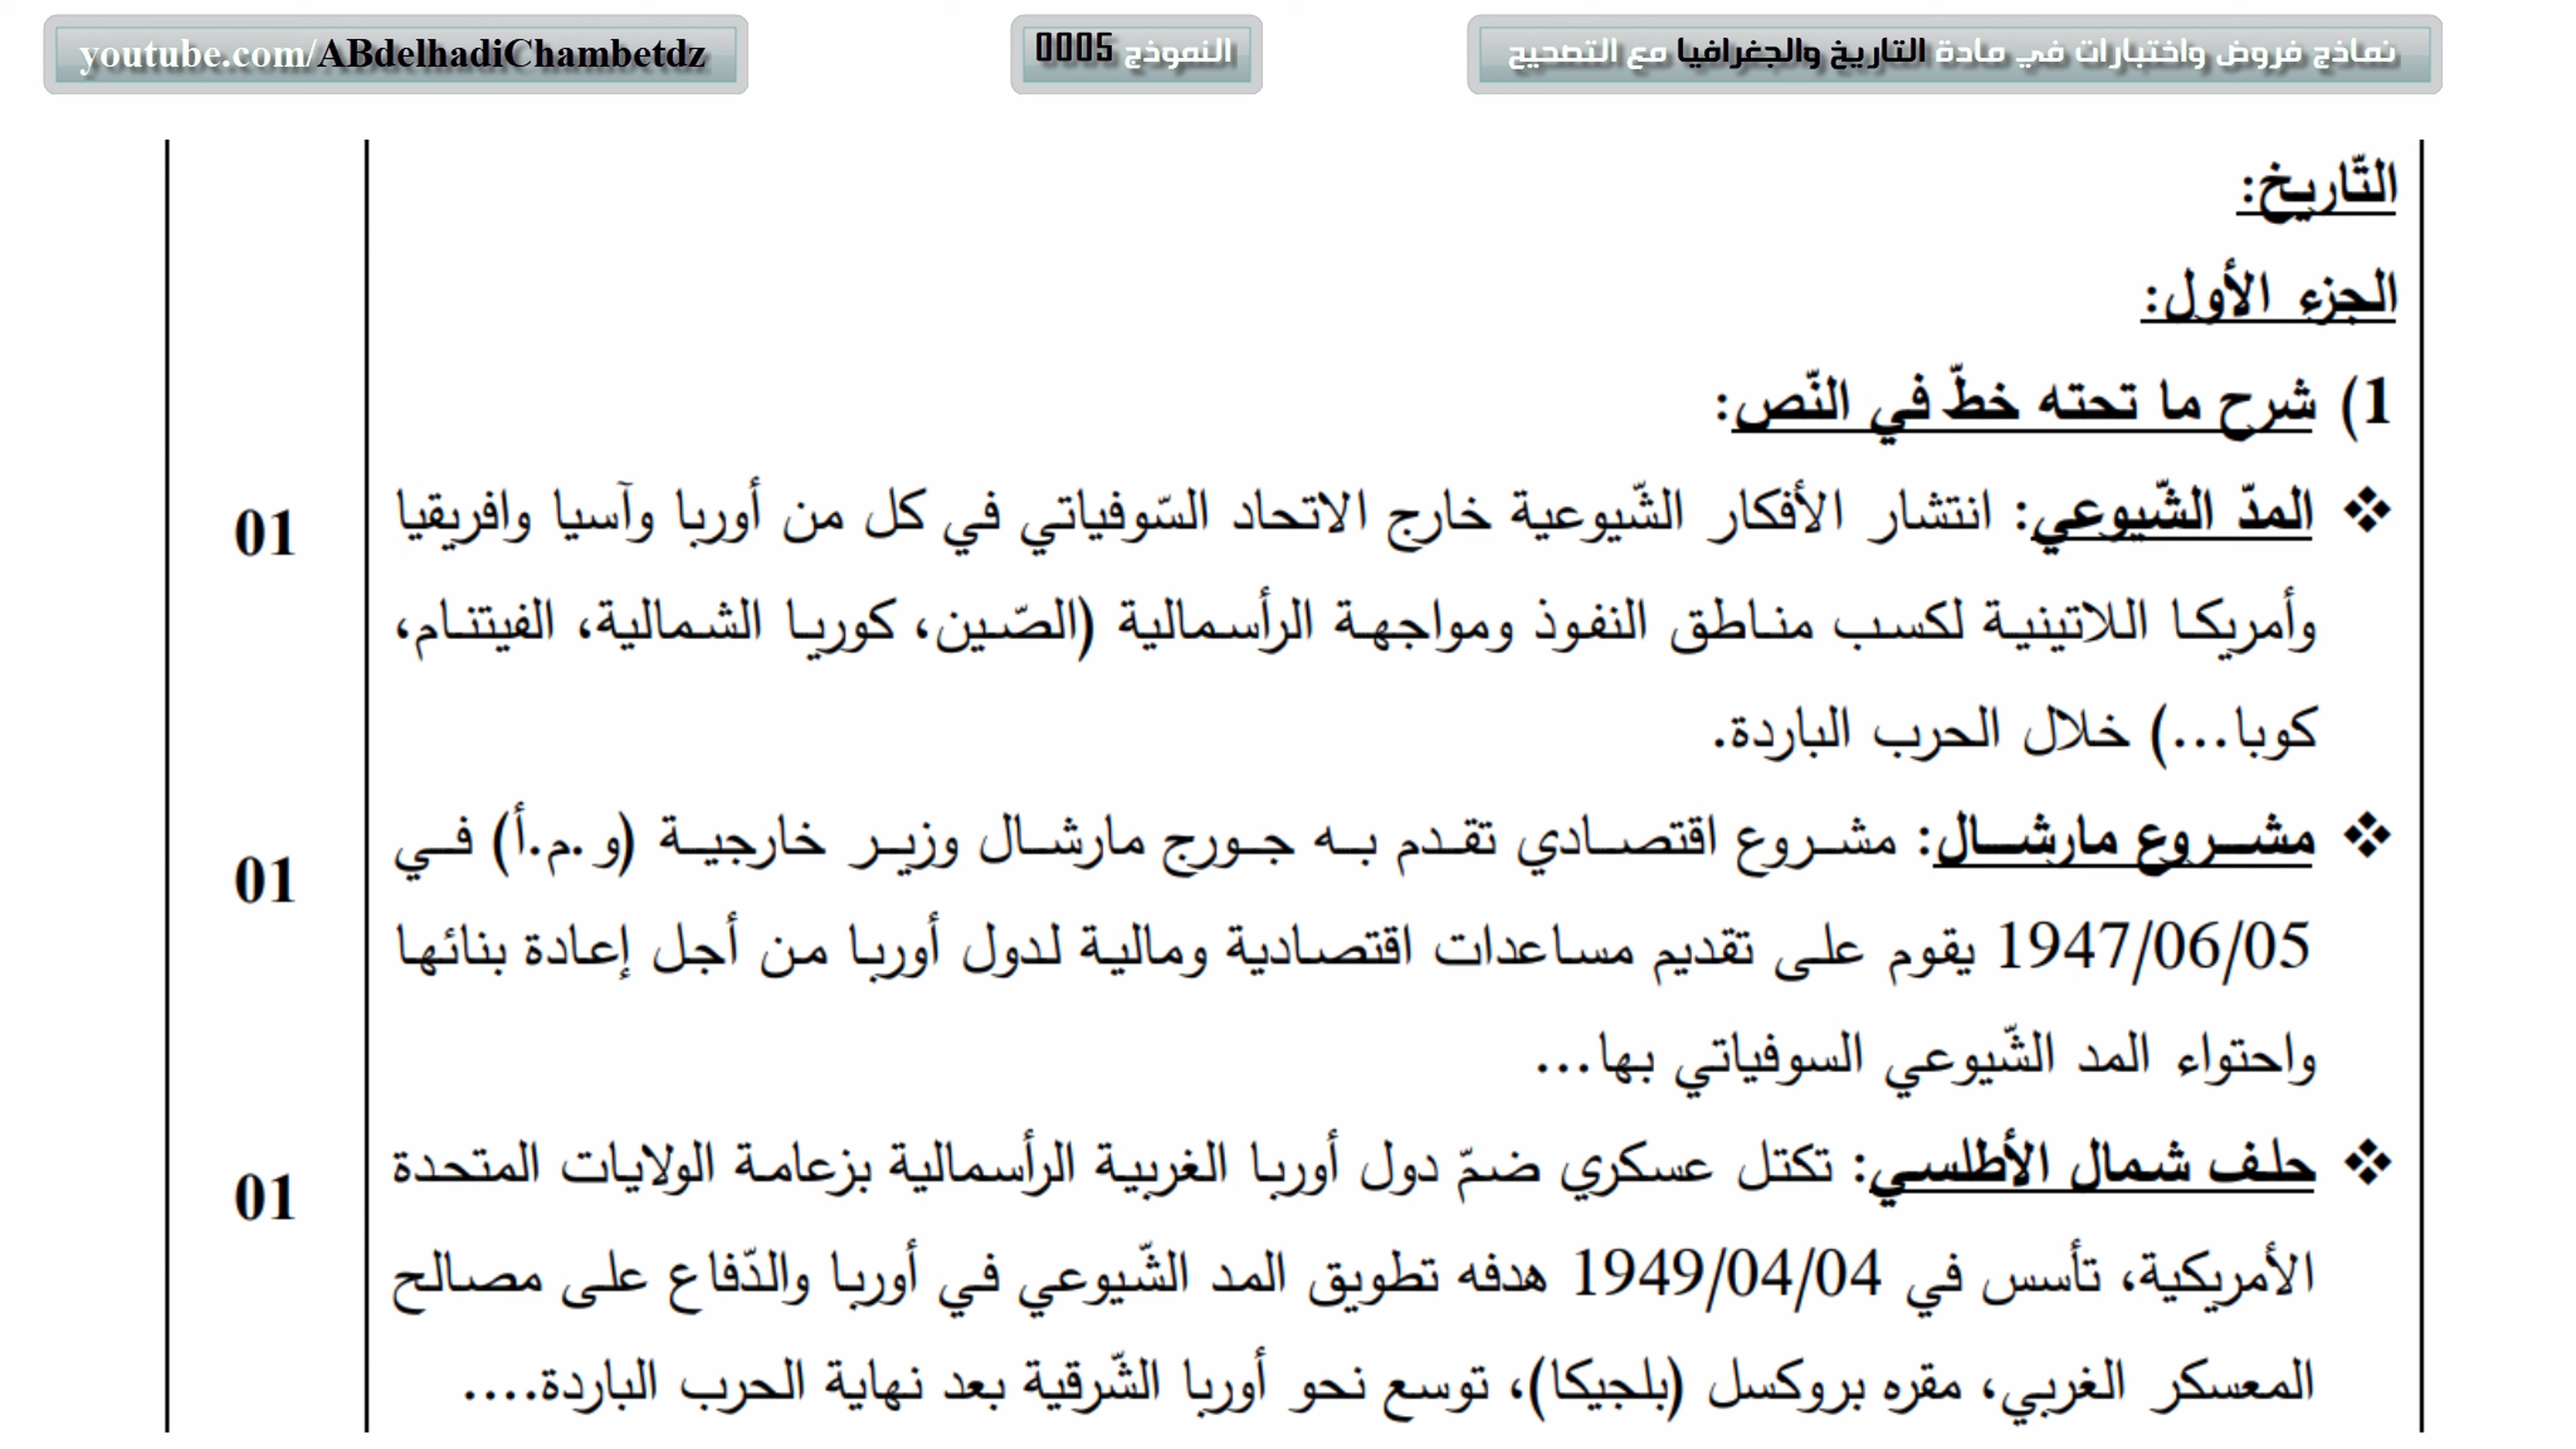 نماذج فروض واختبارات في مادة التاريخ والجغرافيا مع التصحيح
النموذج 0005
youtube.com/ABdelhadiChambetdz
التّاريخ:
الجزء الأول:
1) شرح ما تحته خطّ في النّص:
❖ المدّ الشّيوعي: انتشار الأفكار الشّيوعية خارج الاتحاد السّوفياتي في كل من أوربا وآسيا وافريقيا
01
وأمريكا اللاتينية لكسب مناطق النفوذ ومواجهة الرأسمالية (الصّين، كوريا الشمالية، الفيتنام،
كوبا...) خلال الحرب الباردة.
❖ مشروع مارشال: مشروع اقتصادي تقدم به جورج مارشال وزير خارجية (و.م.أ) في
01
1947/06/05 يقوم على تقديم مساعدات اقتصادية ومالية لدول أوربا من أجل إعادة بنائها
واحتواء المد الشّيوعي السوفياتي بها...
❖ حلف شمال الأطلسي: تكتل عسكري ضمّ دول أوربا الغربية الرأسمالية بزعامة الولايات المتحدة
01
الأمريكية، تأسس في 1949/04/04 هدفه تطويق المد الشّيوعي في أوربا والدّفاع على مصالح
المعسكر الغربي، مقره بروكسل (بلجيكا)، توسع نحو أوربا الشّرقية بعد نهاية الحرب الباردة....